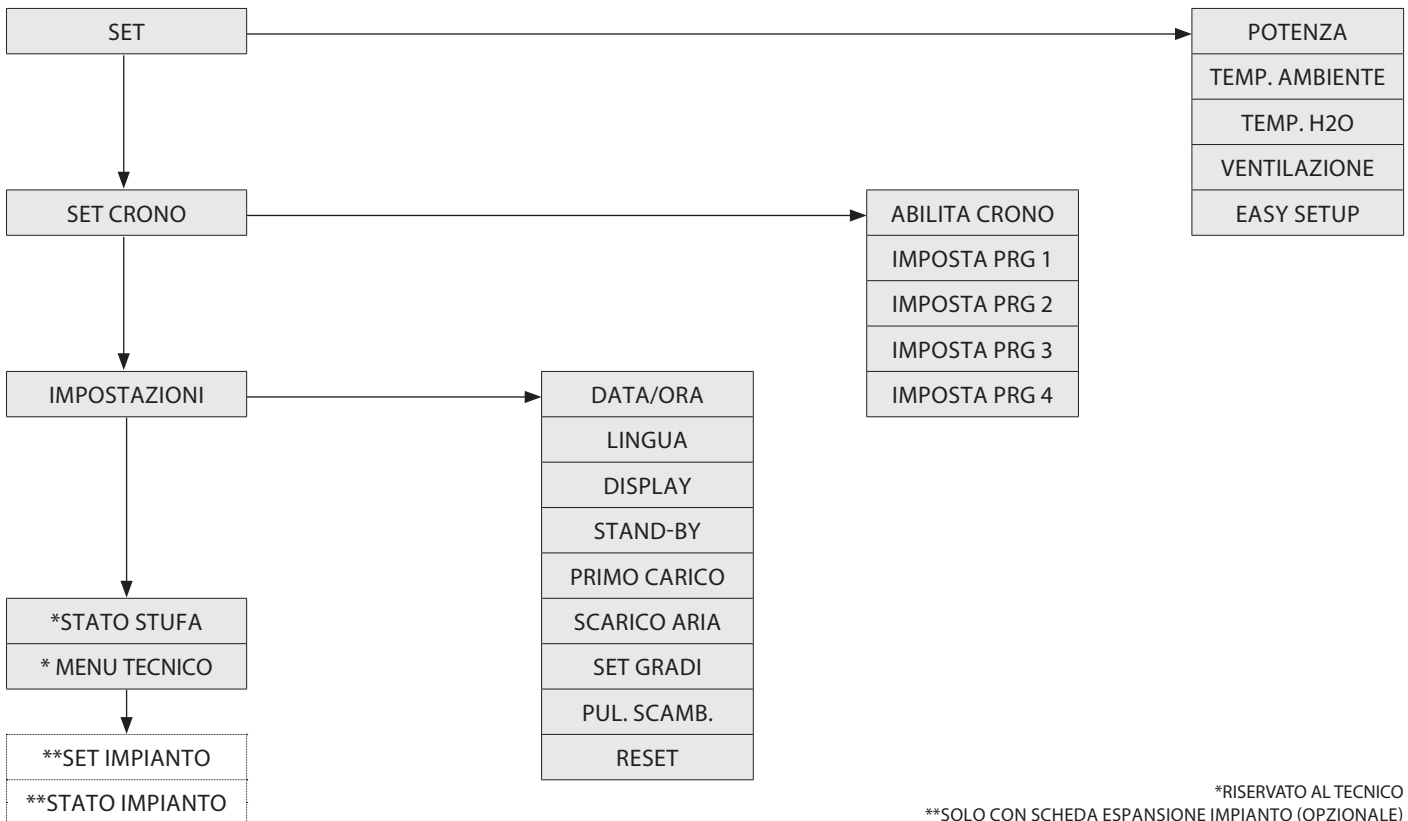 SET
POTENZA
TEMP. AMBIENTE
TEMP. H2O
VENTILAZIONE
EASY SETUP
SET CRONO
ABILITA CRONO
IMPOSTA PRG 1
IMPOSTA PRG 2
IMPOSTA PRG 3
IMPOSTA PRG 4
IMPOSTAZIONI
DATA/ORA
LINGUA
DISPLAY
STAND-BY
PRIMO CARICO
SCARICO ARIA
SET GRADI
PUL. SCAMB.
RESET
*STATO STUFA
* MENU TECNICO
**SET IMPIANTO
**STATO IMPIANTO
*RISERVATO AL TECNICO
**SOLO CON SCHEDA ESPANSIONE IMPIANTO (OPZIONALE)